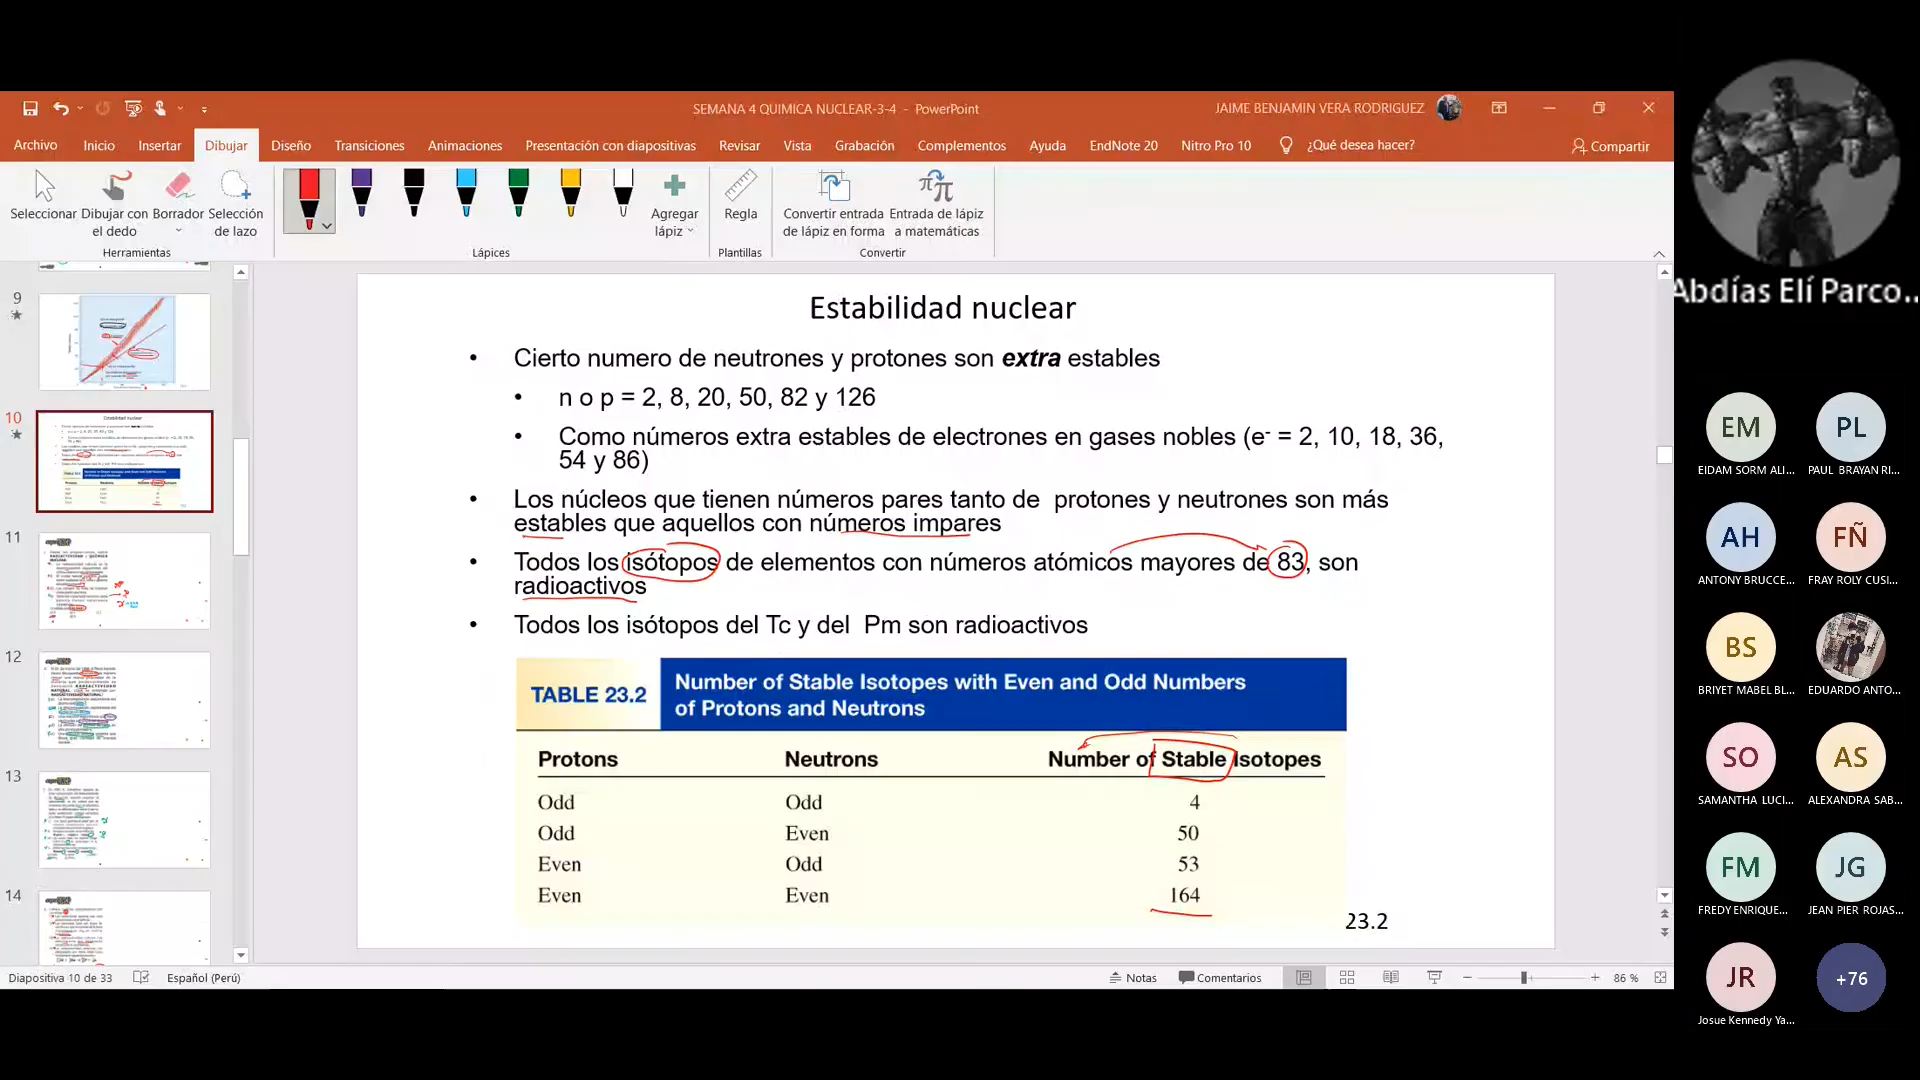 SEMANA 4 QUIMICA NUCLEAR-3-4 - PowerPoint
JAIME BENJAMIN VERA RODRIGUEZ
Archivo
Inicio
Insertar
Dibujar
Diseño
Transiciones
Animaciones
Presentación con diapositivas
Revisar
Vista
Grabación
Complementos
Ayuda
EndNote 20
Nitro Pro 10
¿Qué desea hacer?
Compartir
Seleccionar
Dibujar con
el dedo
Borrador
Selección
de lazo
Herramientas
Lápices
Agregar
lápiz
Regla
Plantillas
Convertir entrada
de lápiz en forma
Entrada de lápiz
a matemáticas
Convertir
9
10
11
12
13
14
Estabilidad nuclear
• Cierto numero de neutrones y protones son extra estables
• n o p = 2, 8, 20, 50, 82 y 126
• Como números extra estables de electrones en gases nobles (e- = 2, 10, 18, 36,
54 y 86)
• Los núcleos que tienen números pares tanto de protones y neutrones son más
estables que aquellos con números impares
• Todos los isótopos de elementos con números atómicos mayores de 83, son
radioactivos
• Todos los isótopos del Tc y del Pm son radioactivos
TABLE 23.2
Number of Stable Isotopes with Even and Odd Numbers
of Protons and Neutrons
Protons Neutrons Number of Stable Isotopes
Odd Odd 4
Odd Even 50
Even Odd 53
Even Even 164
23.2
Diapositiva 10 de 33
Español (Perú)
Notas
Comentarios
86 %
Abdías Elí Parco...
EM
EIDAM SORM ALI...
PL
PAUL BRAYAN RI...
AH
ANTONY BRUCCE...
FÑ
FRAY ROLY CUSI...
BS
BRIYET MABEL BL...
EDUARDO ANTO...
SO
SAMANTHA LUCI...
AS
ALEXANDRA SAB...
FM
FREDY ENRIQUE...
JG
JEAN PIER ROJAS...
JR
Josue Kennedy Ya...
+76